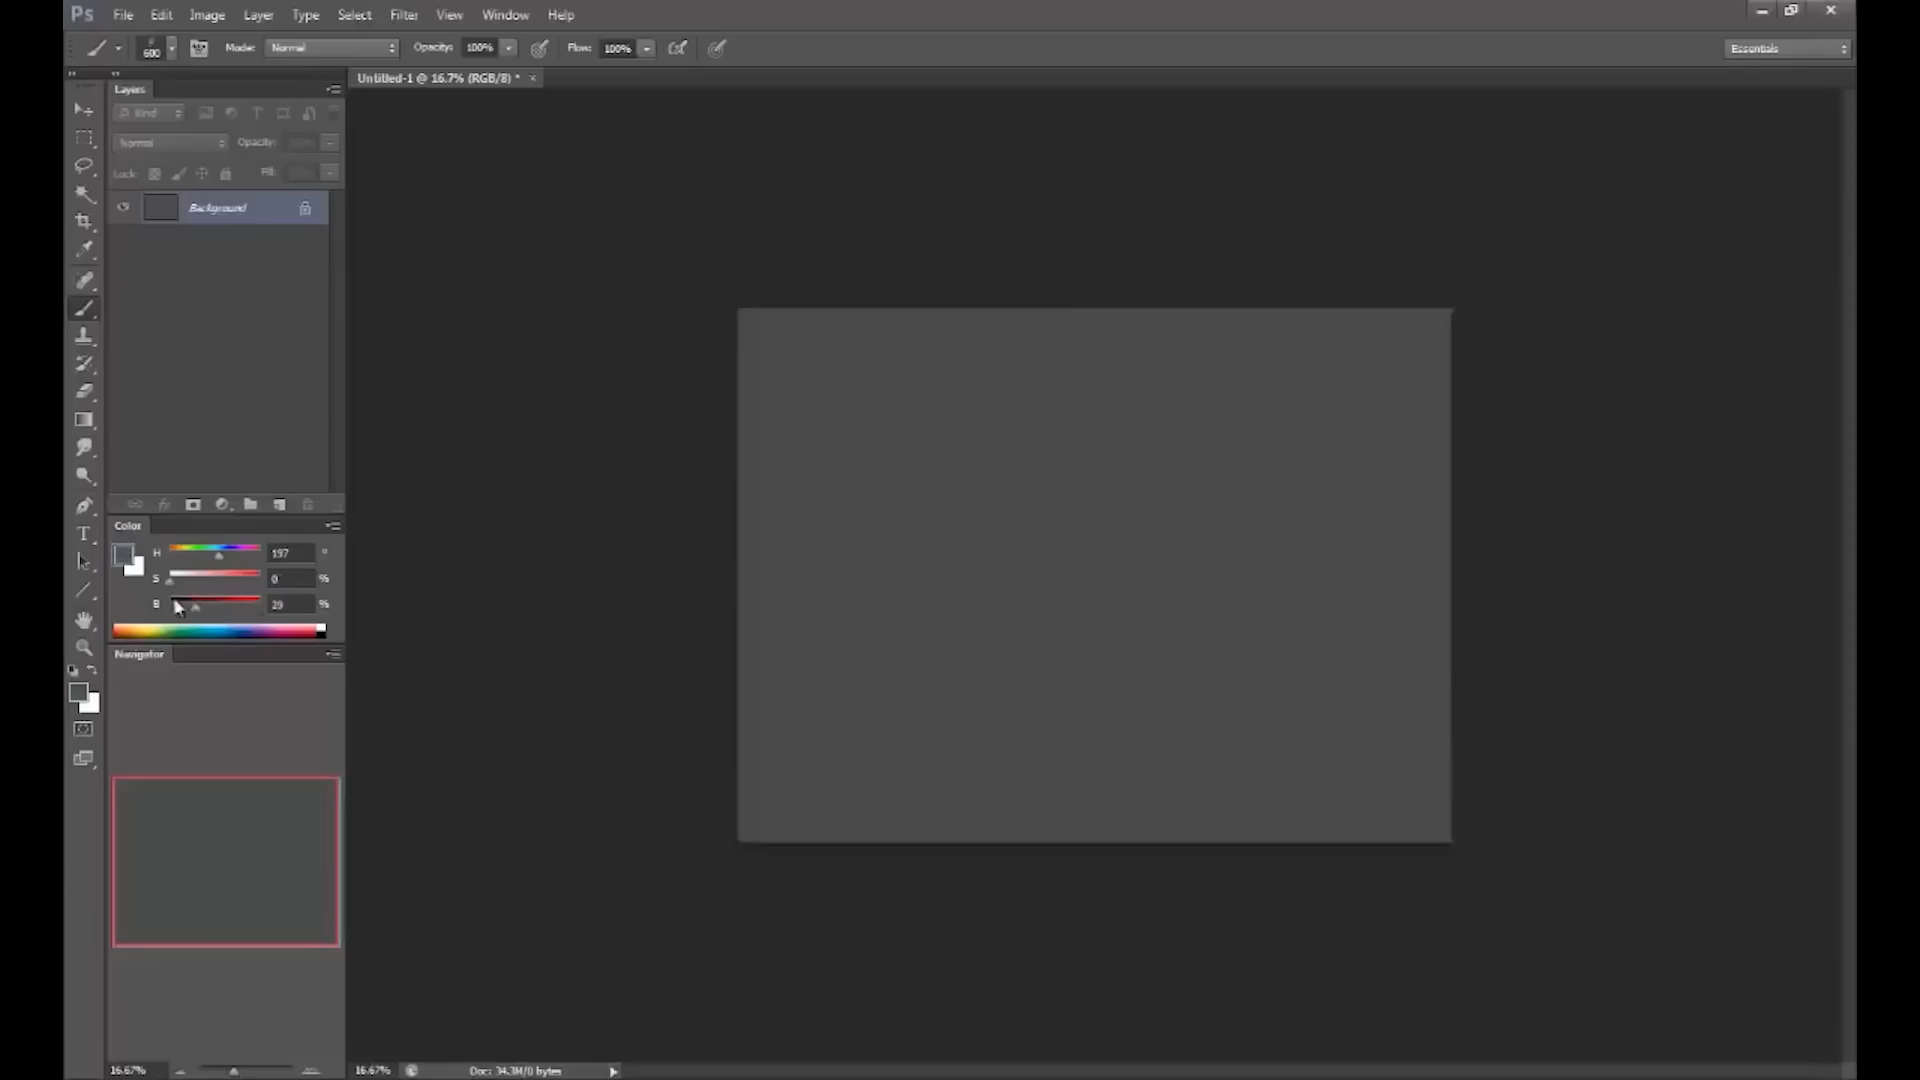 Ps File Edit Image Layer Type Select Filter View Window Help
600 Mode: Normal Opacity: 100% Flow: 100% Essentials
Untitled-1 @ 16.7% (RGB/8) * ×
Layers
Kind
Normal Opacity:
Lock: Fill:
Background
Color
H 197 °
S 0 %
B 29 %
Navigator
16.67% 16.67% Doc: 34.3M/0 bytes